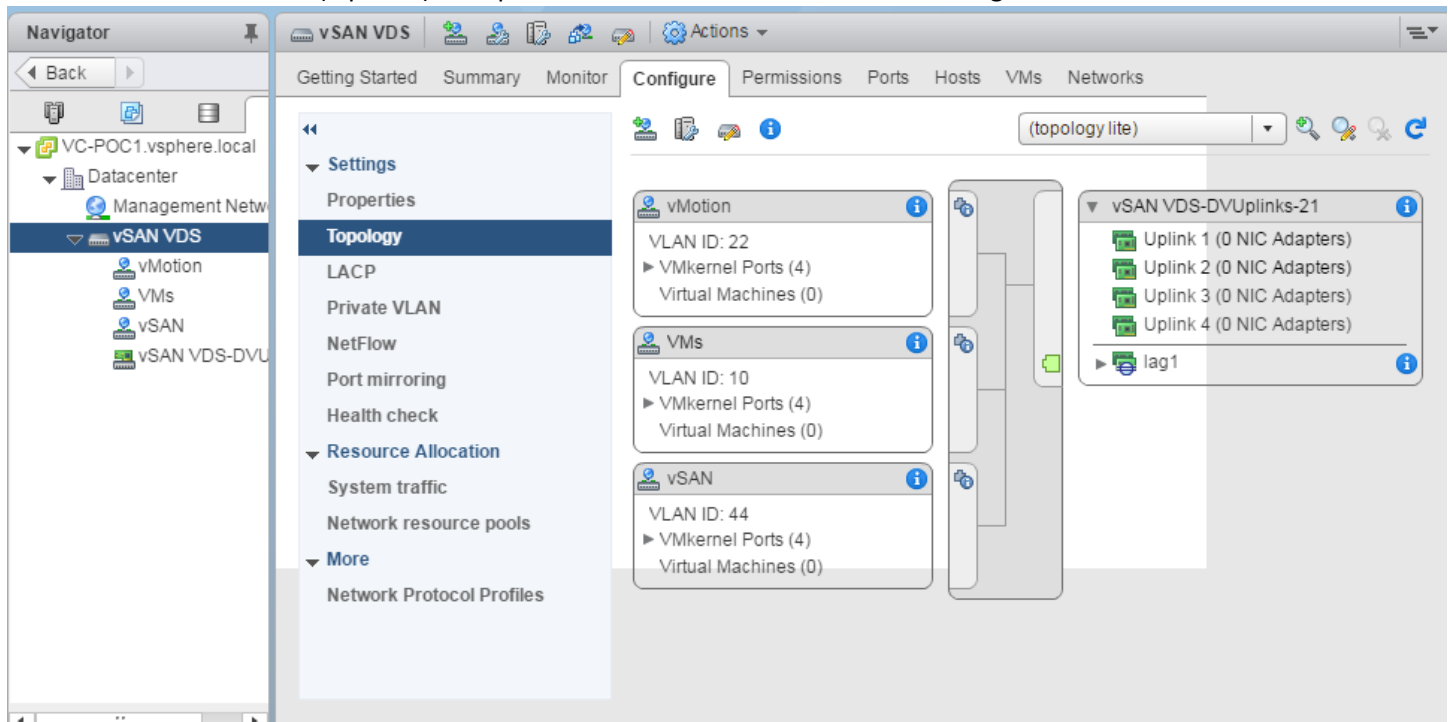 Navigator
Back
VC-POC1.vsphere.local
Datacenter
Management Netw
vSAN VDS
vMotion
VMs
vSAN
vSAN VDS-DVU
vSAN VDS
Actions
Getting Started Summary Monitor Configure Permissions Ports Hosts VMs Networks
Settings
Properties
Topology
LACP
Private VLAN
NetFlow
Port mirroring
Health check
Resource Allocation
System traffic
Network resource pools
More
Network Protocol Profiles
(topology lite)
vMotion
VLAN ID: 22
VMkernel Ports (4)
Virtual Machines (0)
VMs
VLAN ID: 10
VMkernel Ports (4)
Virtual Machines (0)
vSAN
VLAN ID: 44
VMkernel Ports (4)
Virtual Machines (0)
vSAN VDS-DVUplinks-21
Uplink 1 (0 NIC Adapters)
Uplink 2 (0 NIC Adapters)
Uplink 3 (0 NIC Adapters)
Uplink 4 (0 NIC Adapters)
lag1